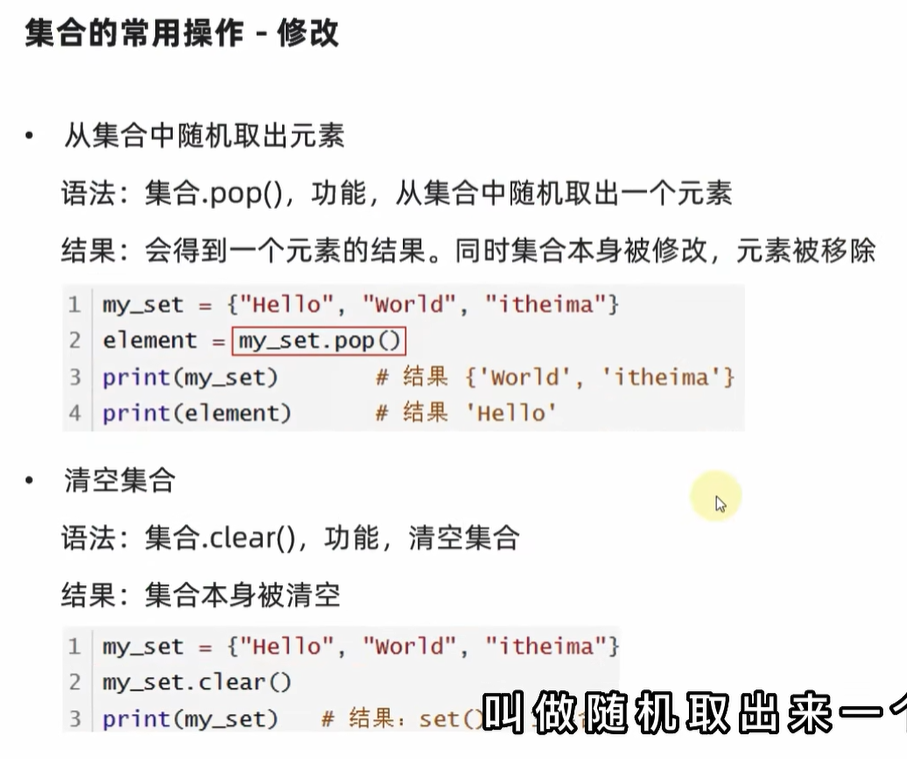 集合的常用操作 - 修改
• 从集合中随机取出元素
语法：集合.pop()，功能，从集合中随机取出一个元素
结果：会得到一个元素的结果。同时集合本身被修改，元素被移除
1 my_set = {"Hello", "World", "itheima"}
2 element = my_set.pop()
3 print(my_set) # 结果 {'World', 'itheima'}
4 print(element) # 结果 'Hello'
• 清空集合
语法：集合.clear()，功能，清空集合
结果：集合本身被清空
1 my_set = {"Hello", "World", "itheima"}
2 my_set.clear()
3 print(my_set) # 结果：set()
叫做随机取出来一个